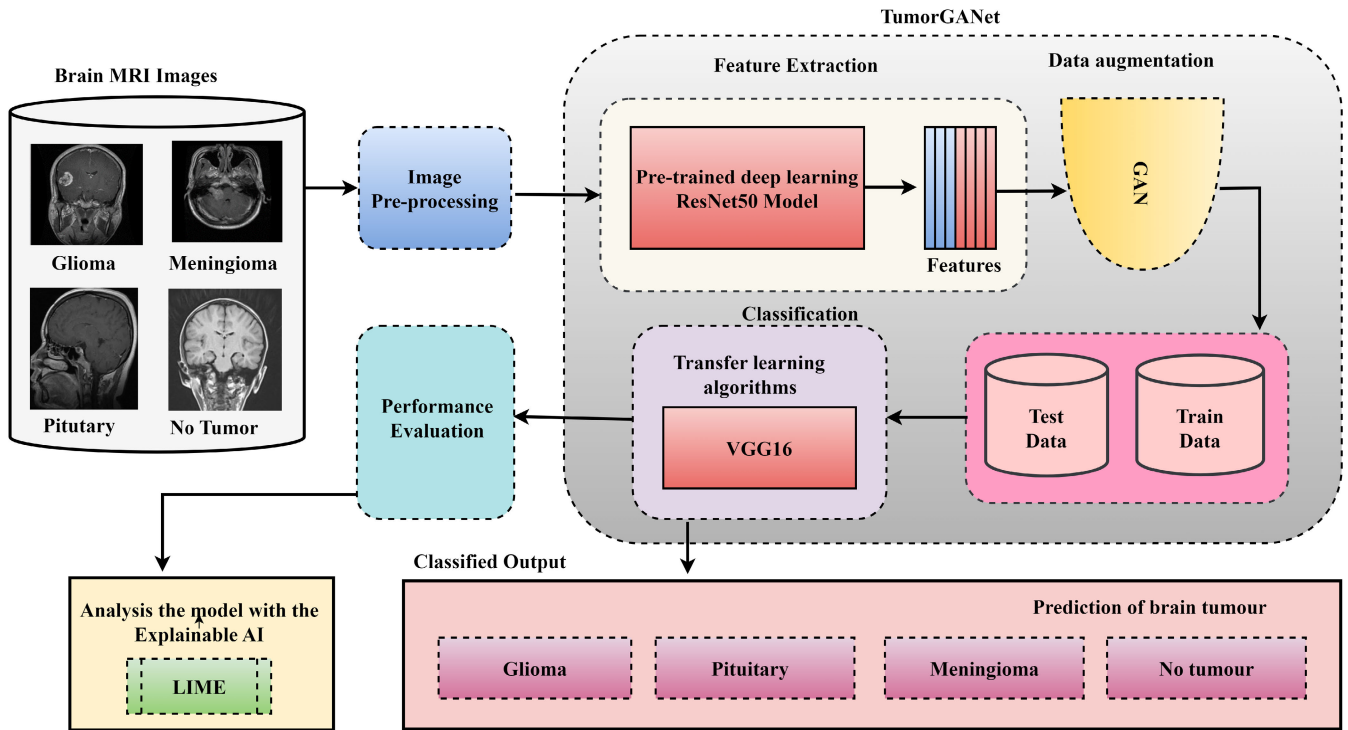 TumorGANet
Brain MRI Images
Feature Extraction
Data augmentation
Glioma
Meningioma
Pitutary
No Tumor
Image
Pre-processing
Pre-trained deep learning
ResNet50 Model
Features
GAN
Classification
Transfer learning
algorithms
VGG16
Test
Data
Train
Data
Performance
Evaluation
Analysis the model with the
Explainable AI
LIME
Classified Output
Prediction of brain tumour
Glioma
Pituitary
Meningioma
No tumour